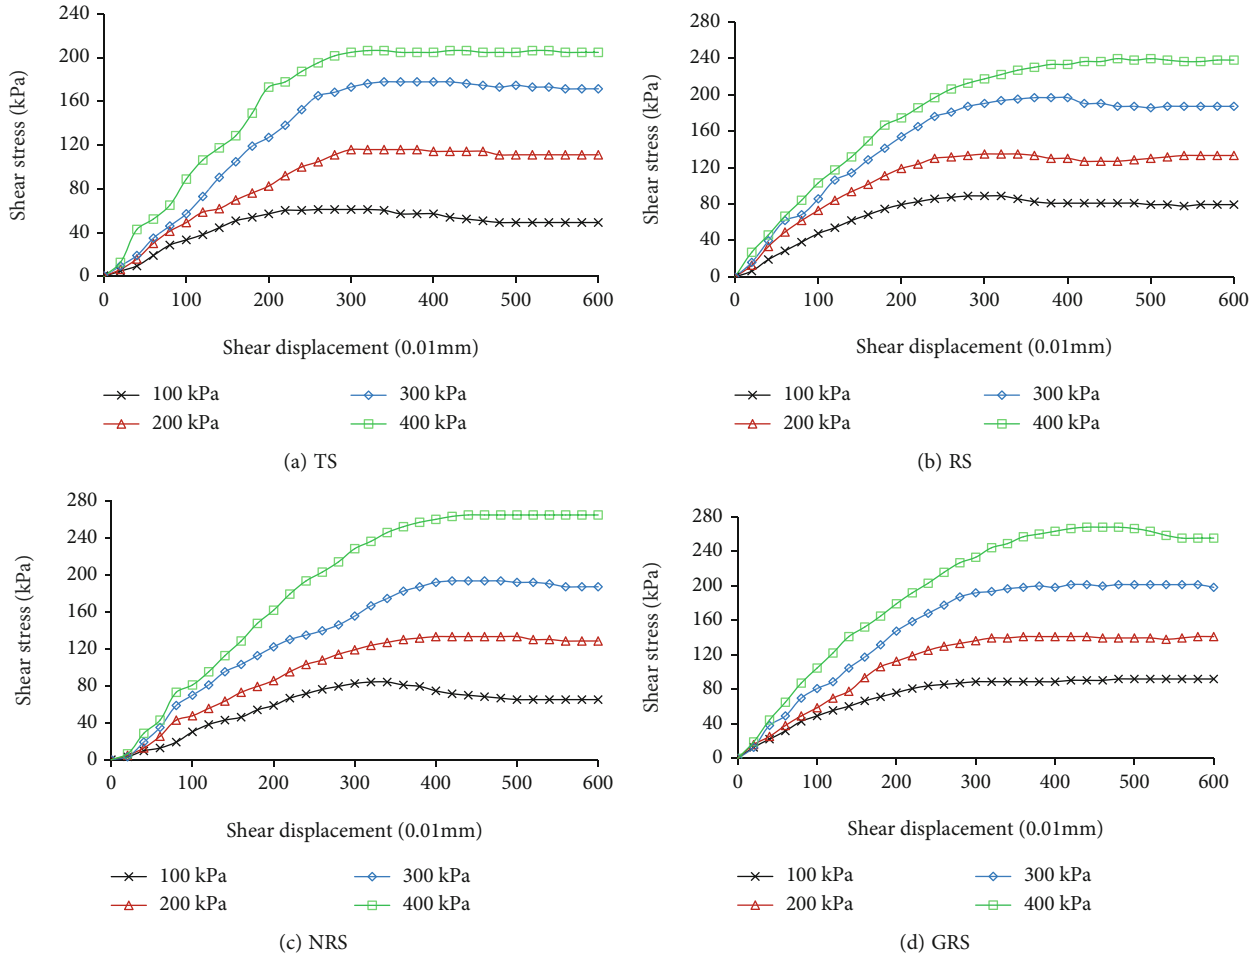 240
200
160
120
80
40
0
Shear stress (kPa)
0 100 200 300 400 500 600
Shear displacement (0.01mm)
100 kPa 300 kPa
200 kPa 400 kPa
(a) TS
280
240
200
160
120
80
40
0
Shear stress (kPa)
0 100 200 300 400 500 600
Shear displacement (0.01mm)
100 kPa 300 kPa
200 kPa 400 kPa
(b) RS
280
240
200
160
120
80
40
0
Shear stress (kPa)
0 100 200 300 400 500 600
Shear displacement (0.01mm)
100 kPa 300 kPa
200 kPa 400 kPa
(c) NRS
280
240
200
160
120
80
40
0
Shear stress (kPa)
0 100 200 300 400 500 600
Shear displacement (0.01mm)
100 kPa 300 kPa
200 kPa 400 kPa
(d) GRS